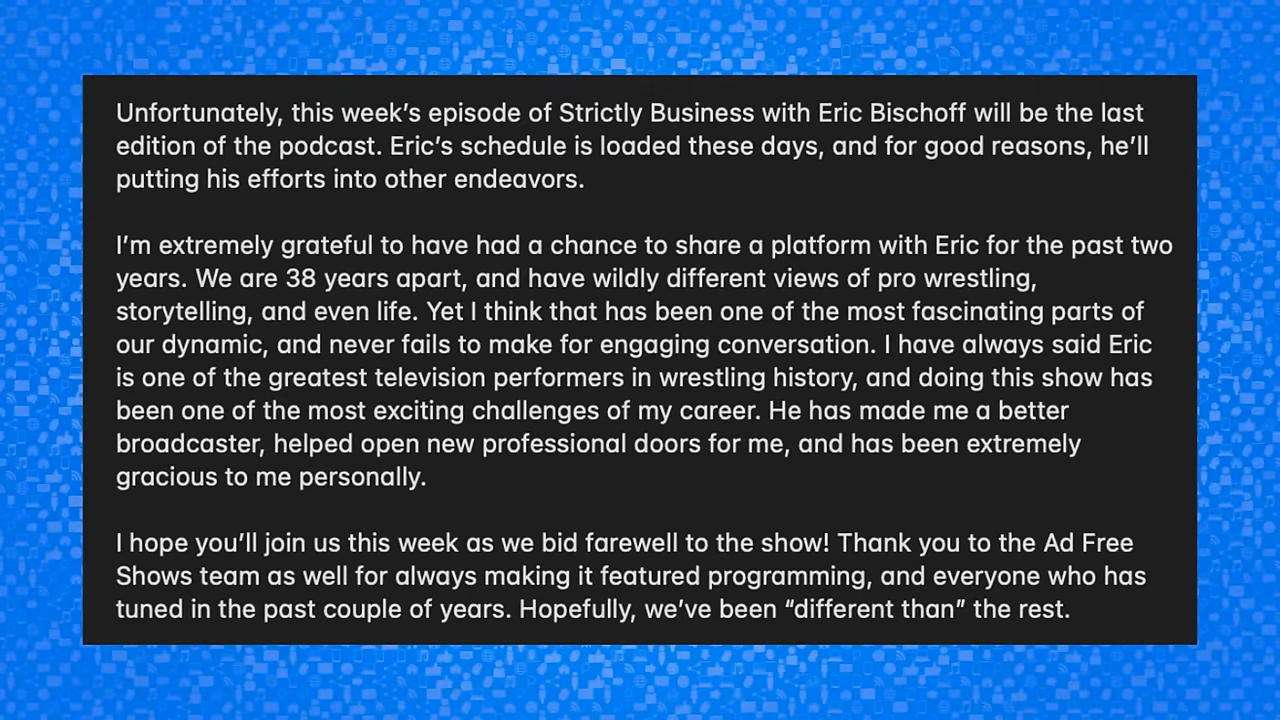 Unfortunately, this week’s episode of Strictly Business with Eric Bischoff will be the last
edition of the podcast. Eric’s schedule is loaded these days, and for good reasons, he’ll
putting his efforts into other endeavors.
I’m extremely grateful to have had a chance to share a platform with Eric for the past two
years. We are 38 years apart, and have wildly different views of pro wrestling,
storytelling, and even life. Yet I think that has been one of the most fascinating parts of
our dynamic, and never fails to make for engaging conversation. I have always said Eric
is one of the greatest television performers in wrestling history, and doing this show has
been one of the most exciting challenges of my career. He has made me a better
broadcaster, helped open new professional doors for me, and has been extremely
gracious to me personally.
I hope you’ll join us this week as we bid farewell to the show! Thank you to the Ad Free
Shows team as well for always making it featured programming, and everyone who has
tuned in the past couple of years. Hopefully, we’ve been “different than” the rest.